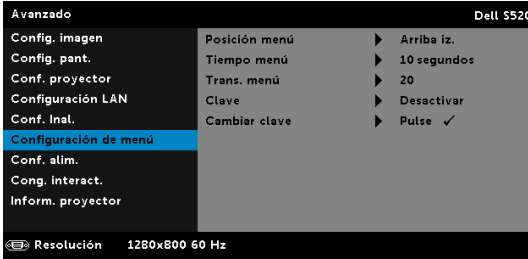 Avanzado Dell S520
Config. imagen
Config. pant.
Conf. proyector
Configuración LAN
Conf. Inal.
Configuración de menú
Conf. alim.
Cong. interact.
Inform. proyector
Posición menú Arriba iz.
Tiempo menú 10 segundos
Trans. menú 20
Clave Desactivar
Cambiar clave Pulse ✓
Resolución 1280x800 60 Hz